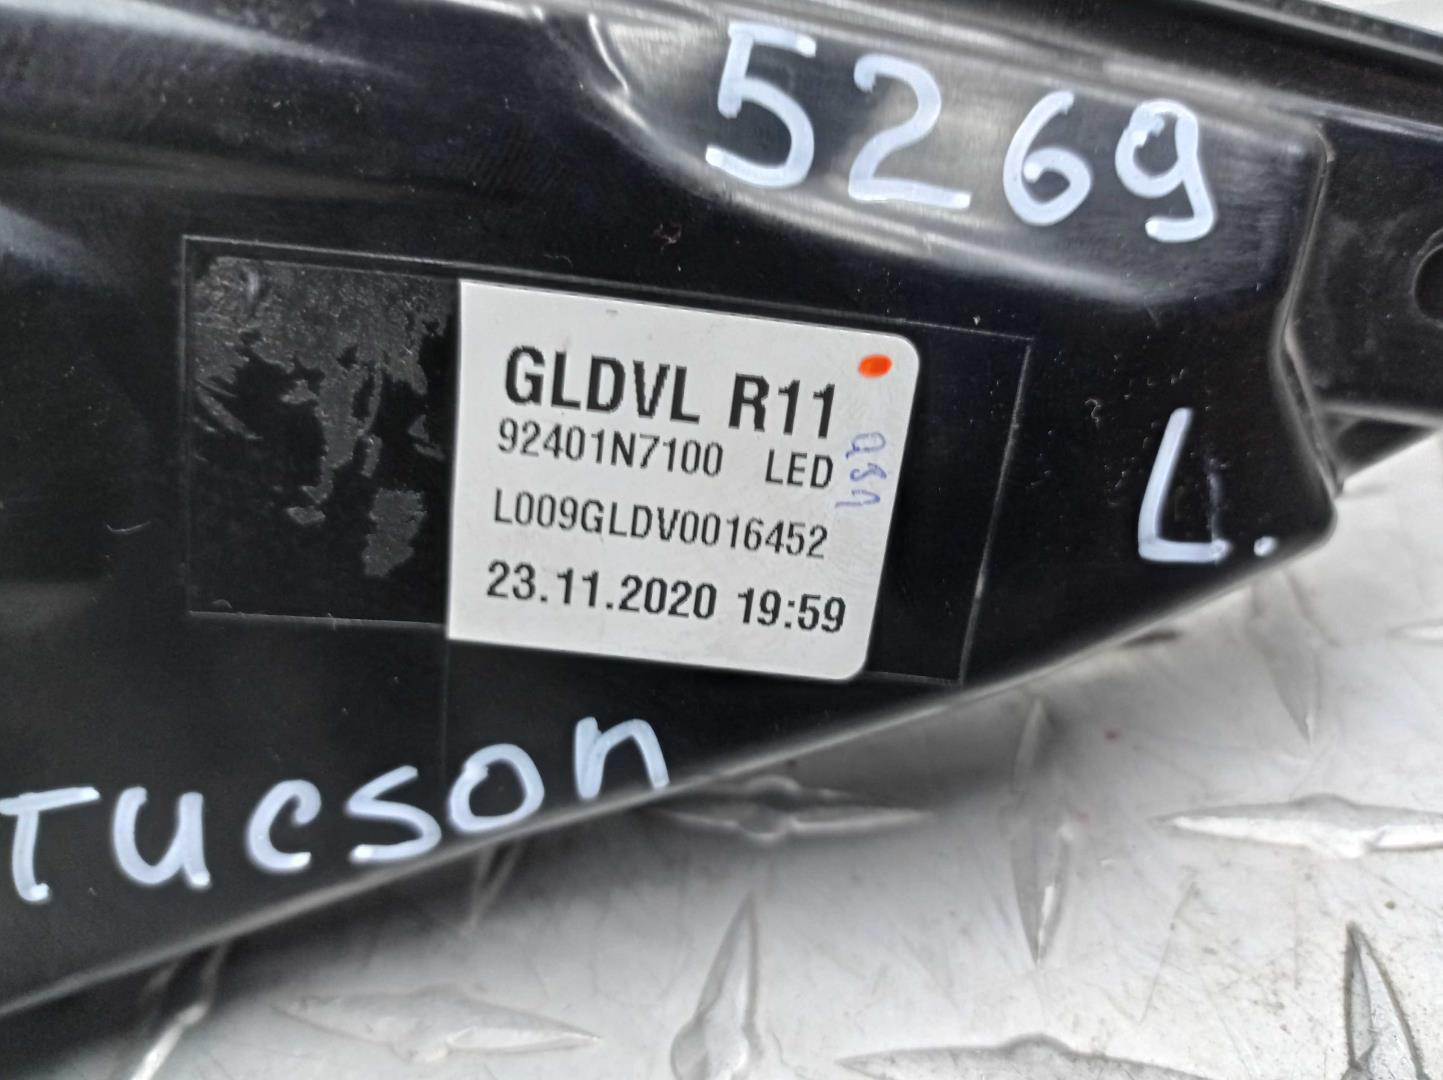 5269
GLDVL R11
92401N7100 LED
L009GLDV0016452
23.11.2020 19:59
L.
Tucson